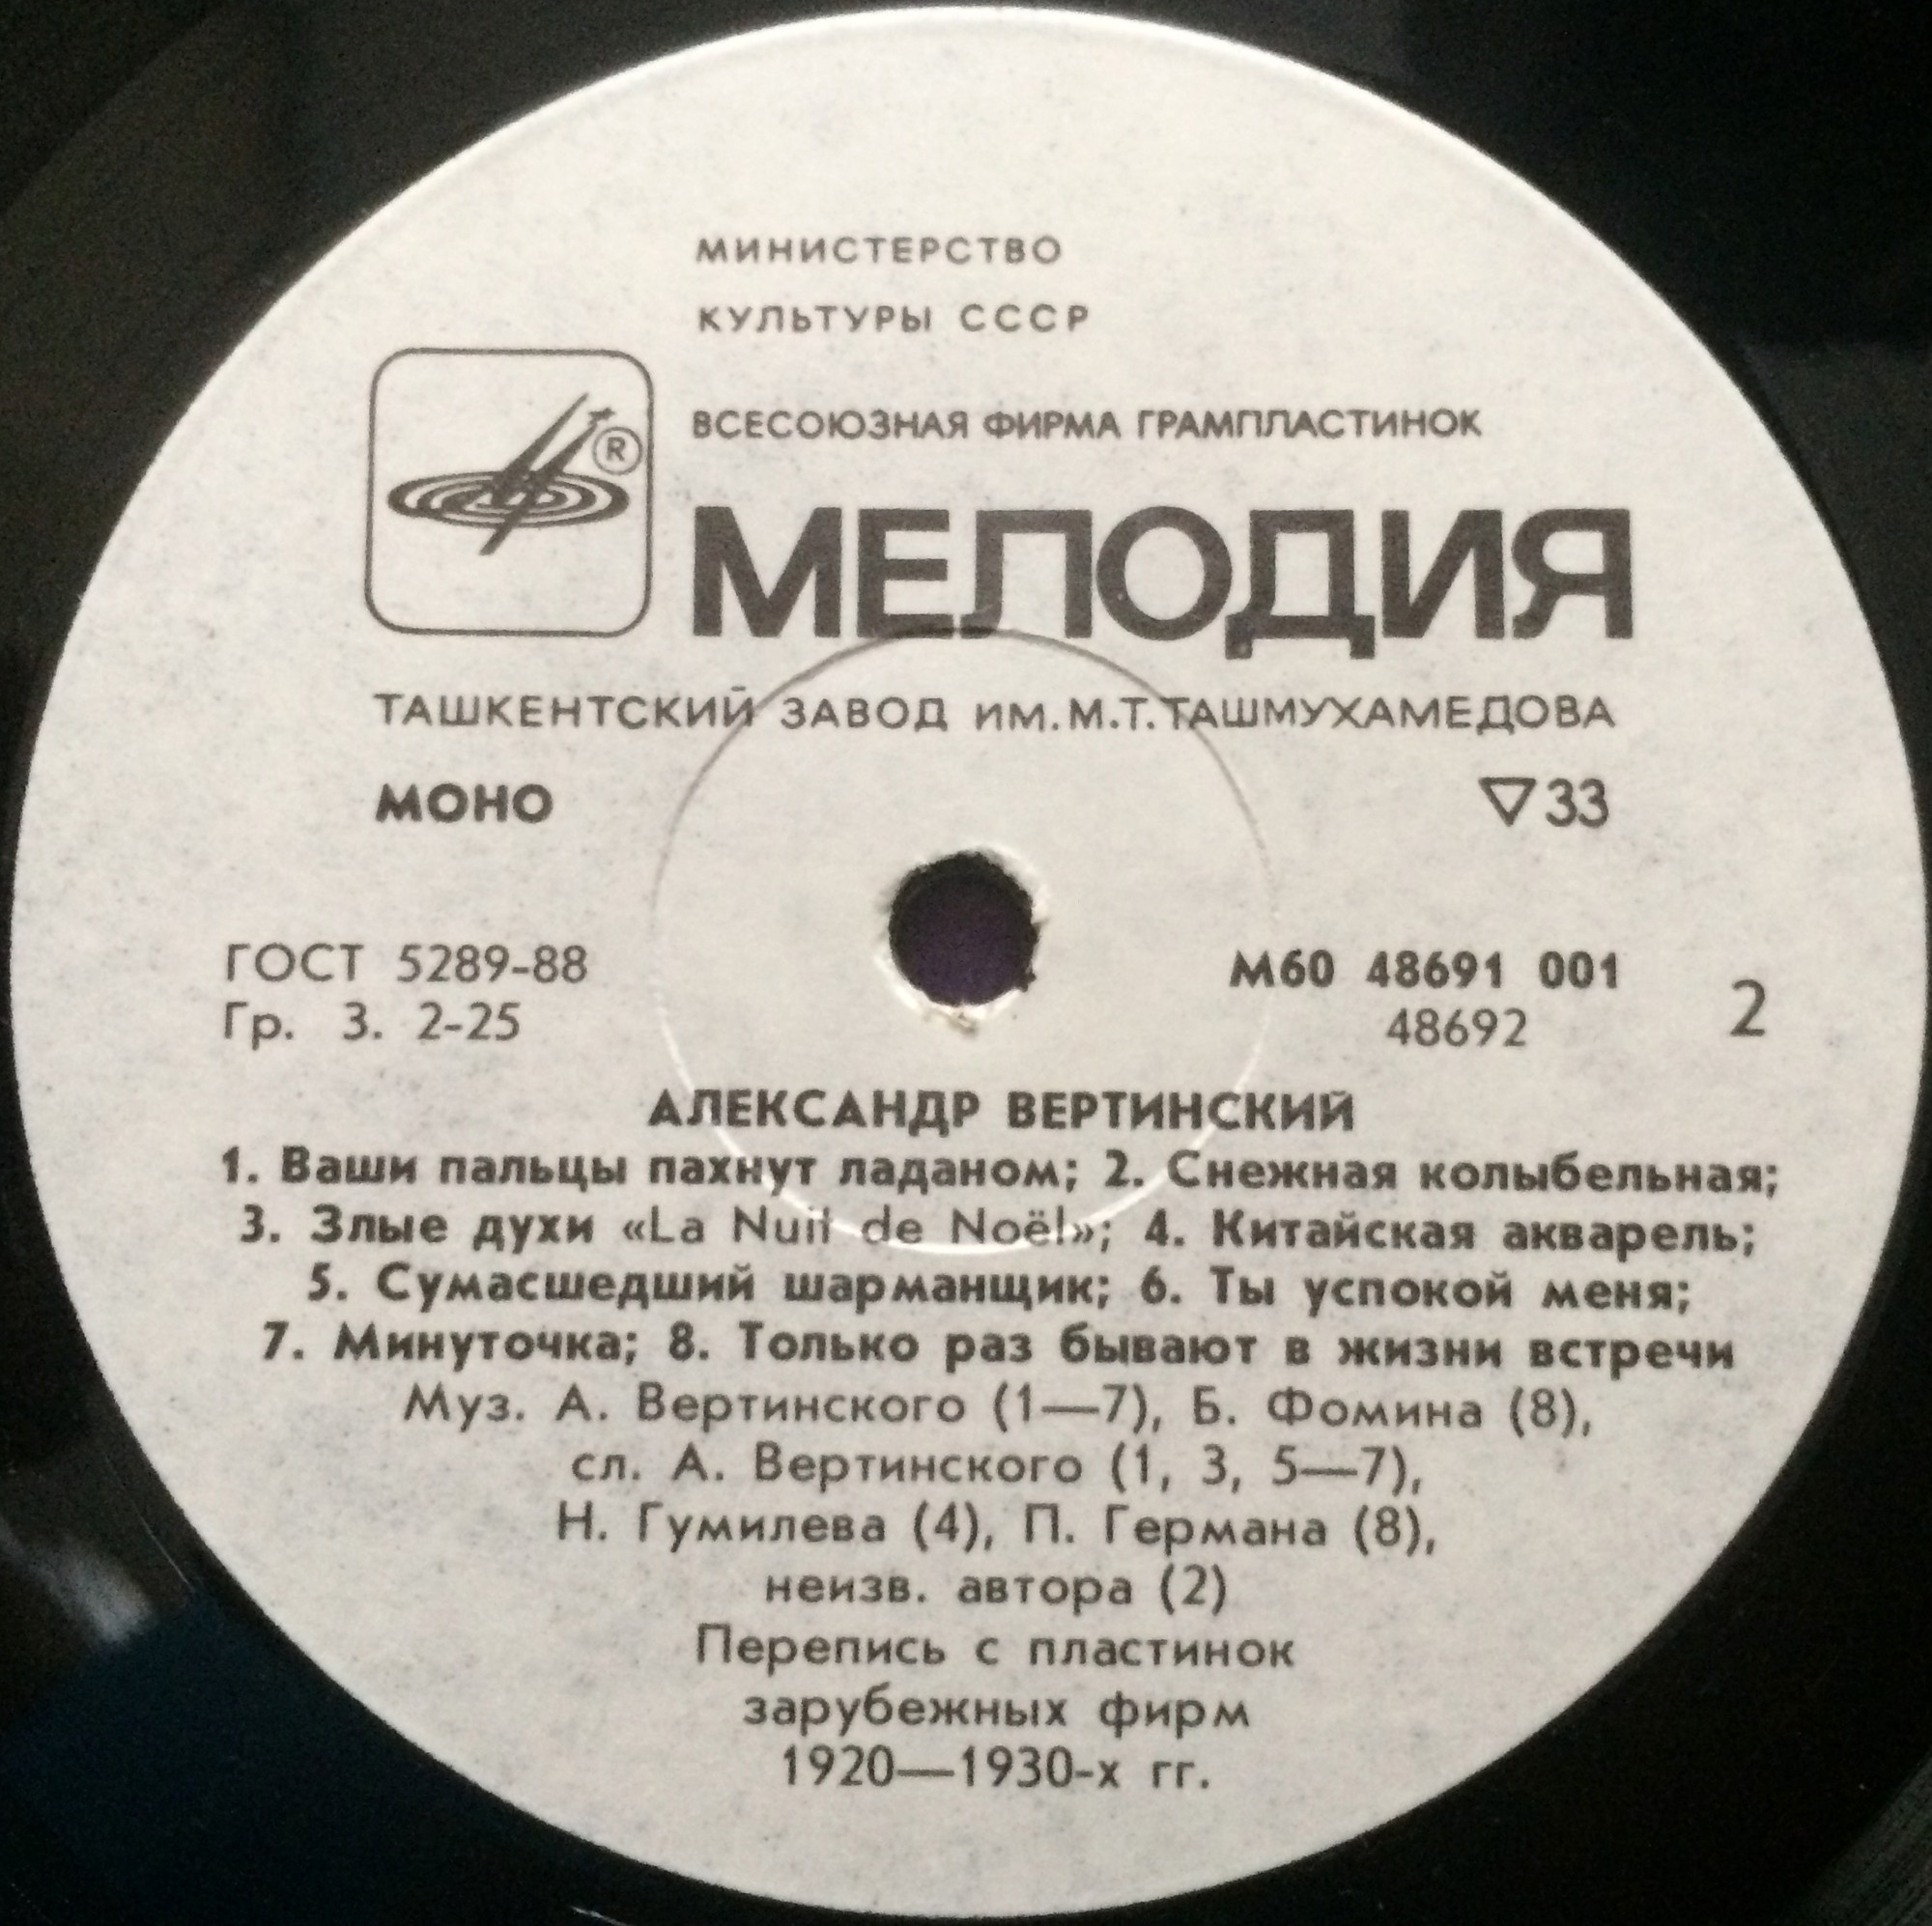 МИНИСТЕРСТВО
КУЛЬТУРЫ СССР
ВСЕСОЮЗНАЯ ФИРМА ГРАМПЛАСТИНОК
®
МЕЛОДИЯ
ТАШКЕНТСКИЙ ЗАВОД ИМ.М.Т.ТАШМУХАМЕДОВА
МОНО ▽33
ГОСТ 5289-88 М60 48691 001
Гр. 3. 2-25 48692 2
АЛЕКСАНДР ВЕРТИНСКИЙ
1. Ваши пальцы пахнут ладаном; 2. Снежная колыбельная;
3. Злые духи «La Nuit de Noël»; 4. Китайская акварель;
5. Сумасшедший шарманщик; 6. Ты успокой меня;
7. Минуточка; 8. Только раз бывают в жизни встречи
Муз. А. Вертинского (1—7), Б. Фомина (8),
сл. А. Вертинского (1, 3, 5—7),
Н. Гумилева (4), П. Германа (8),
неизв. автора (2)
Перепись с пластинок
зарубежных фирм
1920—1930-х гг.